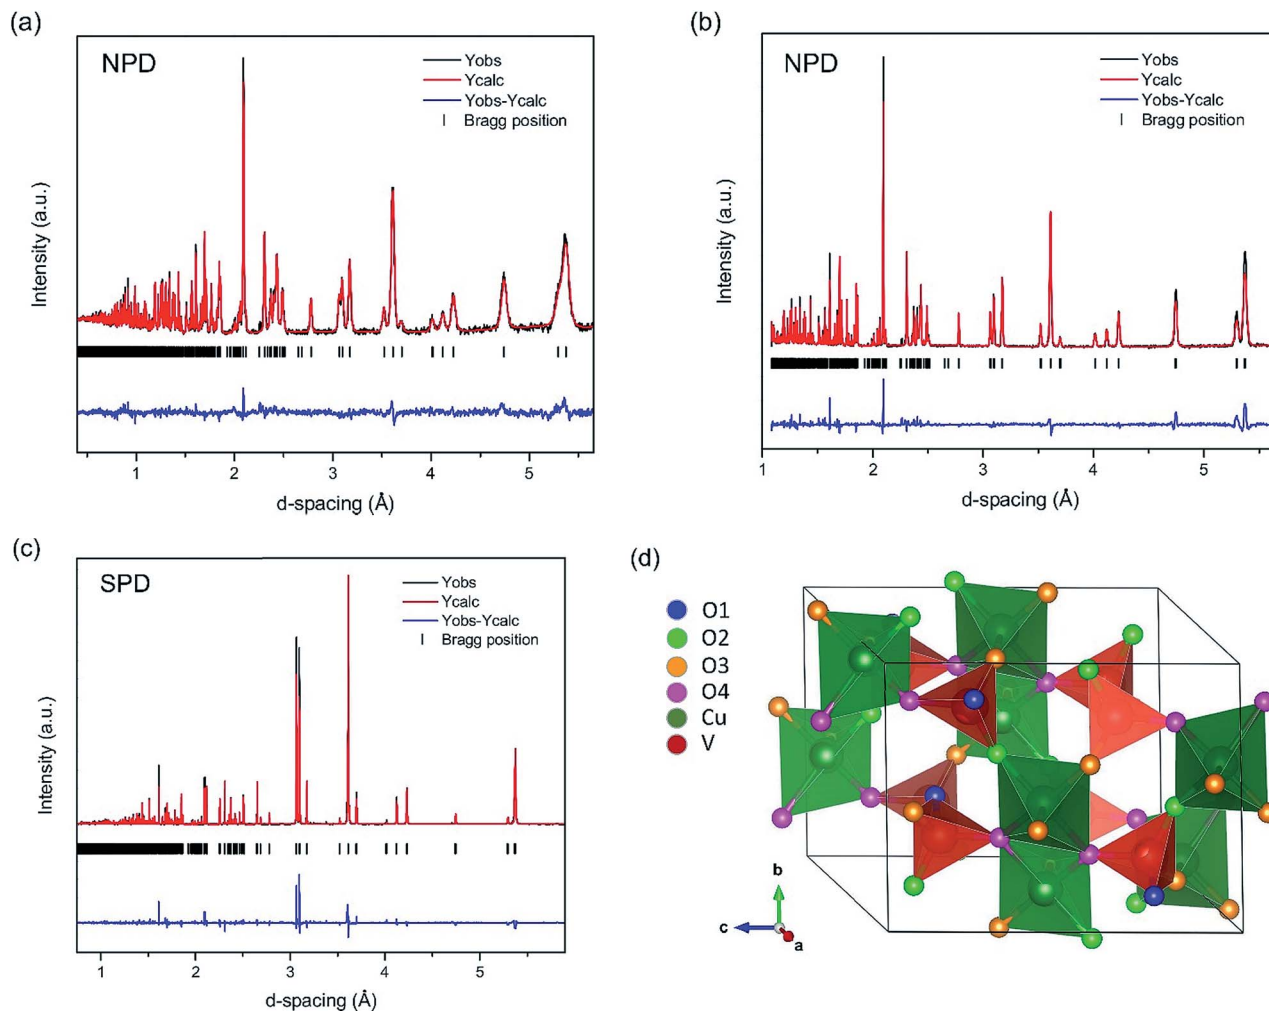 (a)
NPD
Yobs
Ycalc
Yobs-Ycalc
Bragg position
Intensity (a.u.)
1 2 3 4 5
d-spacing (Å)
(b)
NPD
Yobs
Ycalc
Yobs-Ycalc
Bragg position
Intensity (a.u.)
1 2 3 4 5
d-spacing (Å)
(c)
SPD
Yobs
Ycalc
Yobs-Ycalc
Bragg position
Intensity (a.u.)
1 2 3 4 5
d-spacing (Å)
(d)
O1
O2
O3
O4
Cu
V
b
c
a